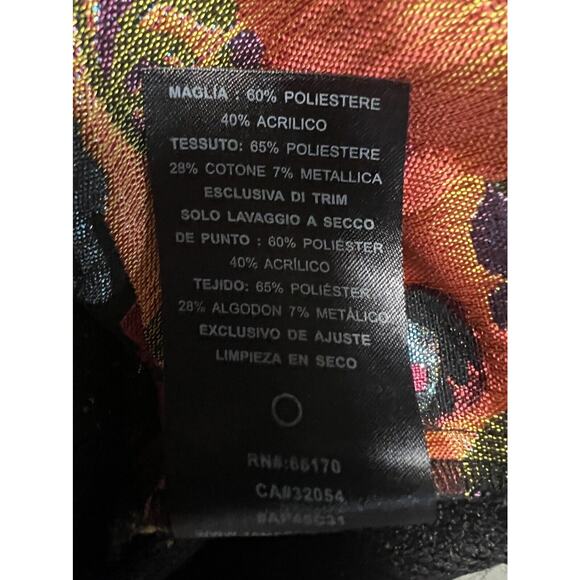 MAGLIA : 60% POLIESTERE
40% ACRILICO
TESSUTO: 65% POLIESTERE
28% COTONE 7% METALLICA
ESCLUSIVA DI TRIM
SOLO LAVAGGIO A SECCO
DE PUNTO : 60% POLIÉSTER
40% ACRÍLICO
TEJIDO: 65% POLIÉSTER
28% ALGODON 7% METÁLICO
EXCLUSIVO DE AJUSTE
LIMPIEZA EN SECO
RN#:65170
CA#32054
#AP46C31